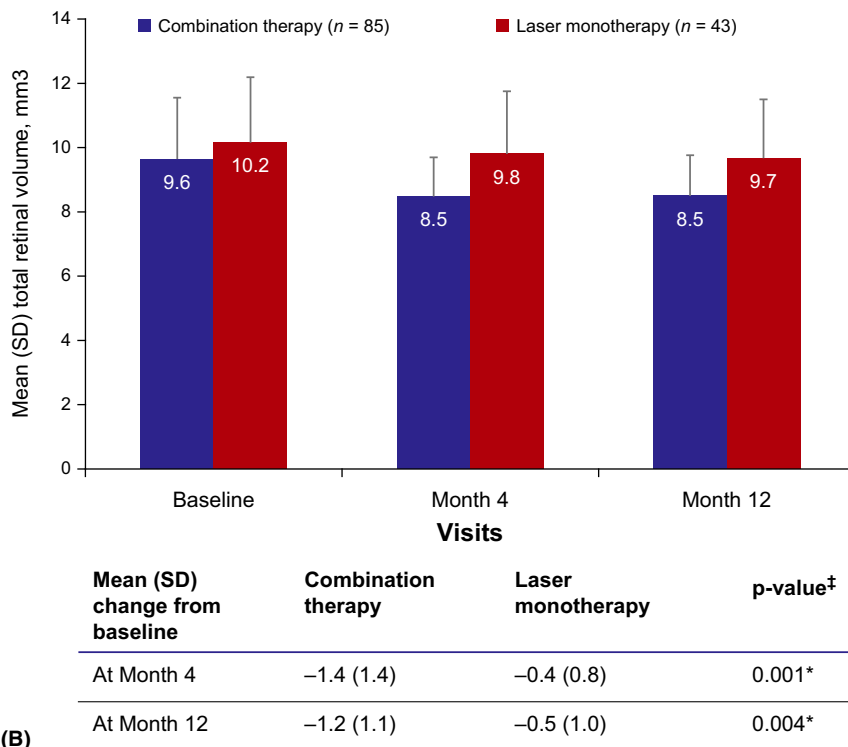 14
Combination therapy (n = 85)
Laser monotherapy (n = 43)
12
10
8
6
4
2
0
Mean (SD) total retinal volume, mm3
9.6
10.2
8.5
9.8
8.5
9.7
Baseline
Month 4
Month 12
Visits
Mean (SD)
change from
baseline
Combination
therapy
Laser
monotherapy
p-value‡
At Month 4 –1.4 (1.4) –0.4 (0.8) 0.001*
At Month 12 –1.2 (1.1) –0.5 (1.0) 0.004*
(B)